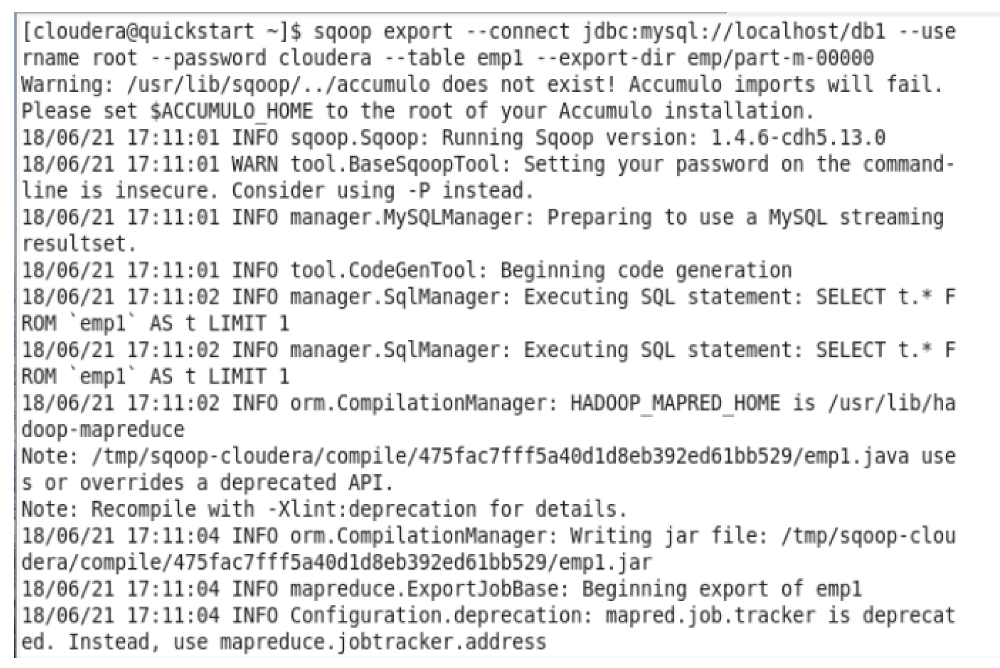 [cloudera@quickstart ~]$ sqoop export --connect jdbc:mysql://localhost/db1 --use
rname root --password cloudera --table emp1 --export-dir emp/part-m-00000
Warning: /usr/lib/sqoop/../accumulo does not exist! Accumulo imports will fail.
Please set $ACCUMULO_HOME to the root of your Accumulo installation.
18/06/21 17:11:01 INFO sqoop.Sqoop: Running Sqoop version: 1.4.6-cdh5.13.0
18/06/21 17:11:01 WARN tool.BaseSqoopTool: Setting your password on the command-
line is insecure. Consider using -P instead.
18/06/21 17:11:01 INFO manager.MySQLManager: Preparing to use a MySQL streaming
resultset.
18/06/21 17:11:01 INFO tool.CodeGenTool: Beginning code generation
18/06/21 17:11:02 INFO manager.SqlManager: Executing SQL statement: SELECT t.* F
ROM `emp1` AS t LIMIT 1
18/06/21 17:11:02 INFO manager.SqlManager: Executing SQL statement: SELECT t.* F
ROM `emp1` AS t LIMIT 1
18/06/21 17:11:02 INFO orm.CompilationManager: HADOOP_MAPRED_HOME is /usr/lib/ha
doop-mapreduce
Note: /tmp/sqoop-cloudera/compile/475fac7fff5a40d1d8eb392ed61bb529/emp1.java use
s or overrides a deprecated API.
Note: Recompile with -Xlint:deprecation for details.
18/06/21 17:11:04 INFO orm.CompilationManager: Writing jar file: /tmp/sqoop-clou
dera/compile/475fac7fff5a40d1d8eb392ed61bb529/emp1.jar
18/06/21 17:11:04 INFO mapreduce.ExportJobBase: Beginning export of emp1
18/06/21 17:11:04 INFO Configuration.deprecation: mapred.job.tracker is deprecat
ed. Instead, use mapreduce.jobtracker.address